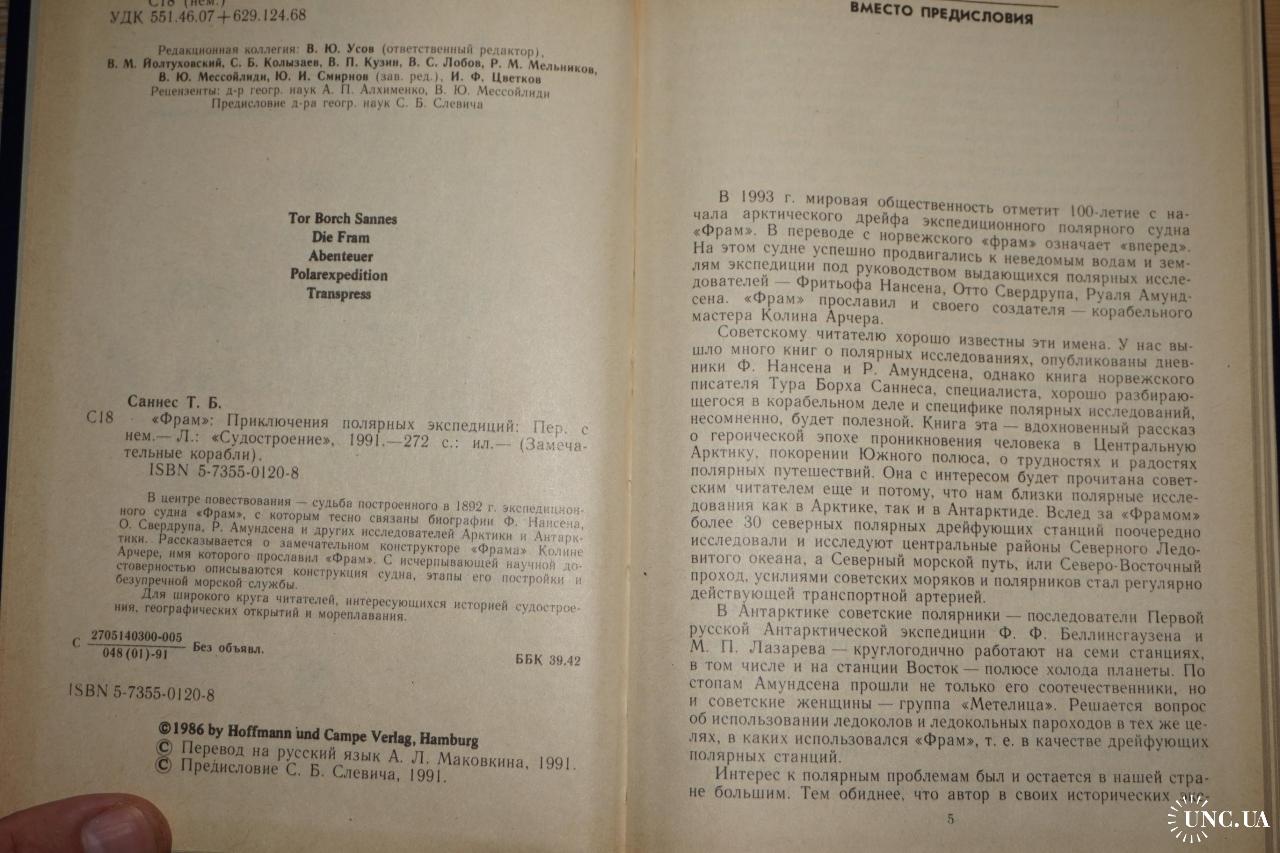 С18 (нем.)
УДК 551.46.07+629.124.68
Редакционная коллегия: В. Ю. Усов (ответственный редактор),
В. М. Йолтуховский, С. Б. Колызаев, В. П. Кузин, В. С. Лобов, Р. М. Мельников,
В. Ю. Мессойлиди, Ю. И. Смирнов (зав. ред.), И. Ф. Цветков
Рецензенты: д-р геогр. наук А. П. Алхименко, В. Ю. Мессойлиди
Предисловие д-ра геогр. наук С. Б. Слевича
Tor Borch Sannes
Die Fram
Abenteuer
Polarexpedition
Transpress
Саннес Т. Б.
С18 «Фрам»: Приключения полярных экспедиций: Пер. с
нем.— Л.: «Судостроение», 1991.—272 с.: ил.— (Замеча-
тельные корабли).
ISBN 5-7355-0120-8
В центре повествования — судьба построенного в 1892 г. экспедицион-
ного судна «Фрам», с которым тесно связаны биографии Ф. Нансена,
О. Свердрупа, Р. Амундсена и других исследователей Арктики и Антарк-
тики. Рассказывается о замечательном конструкторе «Фрама» Колине
Арчере, имя которого прославил «Фрам». С исчерпывающей научной до-
стоверностью описываются конструкция судна, этапы его постройки и
безупречной морской службы.
Для широкого круга читателей, интересующихся историей судострое-
ния, географических открытий и мореплавания.
С 2705140300-005
048 (01)-91 Без объявл.
ББК 39.42
ISBN 5-7355-0120-8
©1986 by Hoffmann und Campe Verlag, Hamburg
© Перевод на русский язык А. Л. Маковкина, 1991.
© Предисловие С. Б. Слевича, 1991.
ВМЕСТО ПРЕДИСЛОВИЯ
В 1993 г. мировая общественность отметит 100-летие с на-
чала арктического дрейфа экспедиционного полярного судна
«Фрам». В переводе с норвежского «фрам» означает «вперед».
На этом судне успешно продвигались к неведомым водам и зем-
лям экспедиции под руководством выдающихся полярных иссле-
дователей — Фритьофа Нансена, Отто Свердрупа, Руаля Амунд-
сена. «Фрам» прославил и своего создателя — корабельного
мастера Колина Арчера.
Советскому читателю хорошо известны эти имена. У нас вы-
шло много книг о полярных исследованиях, опубликованы днев-
ники Ф. Нансена и Р. Амундсена, однако книга норвежского
писателя Тура Борха Саннеса, специалиста, хорошо разбираю-
щегося в корабельном деле и специфике полярных исследований,
несомненно, будет полезной. Книга эта — вдохновенный рассказ
о героической эпохе проникновения человека в Центральную
Арктику, покорении Южного полюса, о трудностях и радостях
полярных путешествий. Она с интересом будет прочитана совет-
ским читателем еще и потому, что нам близки полярные иссле-
дования как в Арктике, так и в Антарктиде. Вслед за «Фрамом»
более 30 северных полярных дрейфующих станций поочередно
исследовали и исследуют центральные районы Северного Ледо-
витого океана, а Северный морской путь, или Северо-Восточный
проход, усилиями советских моряков и полярников стал регулярно
действующей транспортной артерией.
В Антарктике советские полярники — последователи Первой
русской Антарктической экспедиции Ф. Ф. Беллинсгаузена и
М. П. Лазарева — круглогодично работают на семи станциях,
в том числе и на станции Восток — полюсе холода планеты. По
стопам Амундсена прошли не только его соотечественники, но
и советские женщины — группа «Метелица». Решается вопрос
об использовании ледоколов и ледокольных пароходов в тех же це-
лях, в каких использовался «Фрам», т. е. в качестве дрейфующих
полярных станций.
Интерес к полярным проблемам был и остается в нашей стра-
не большим. Тем обиднее, что автор в своих исторических экс-
5
UNC.UA